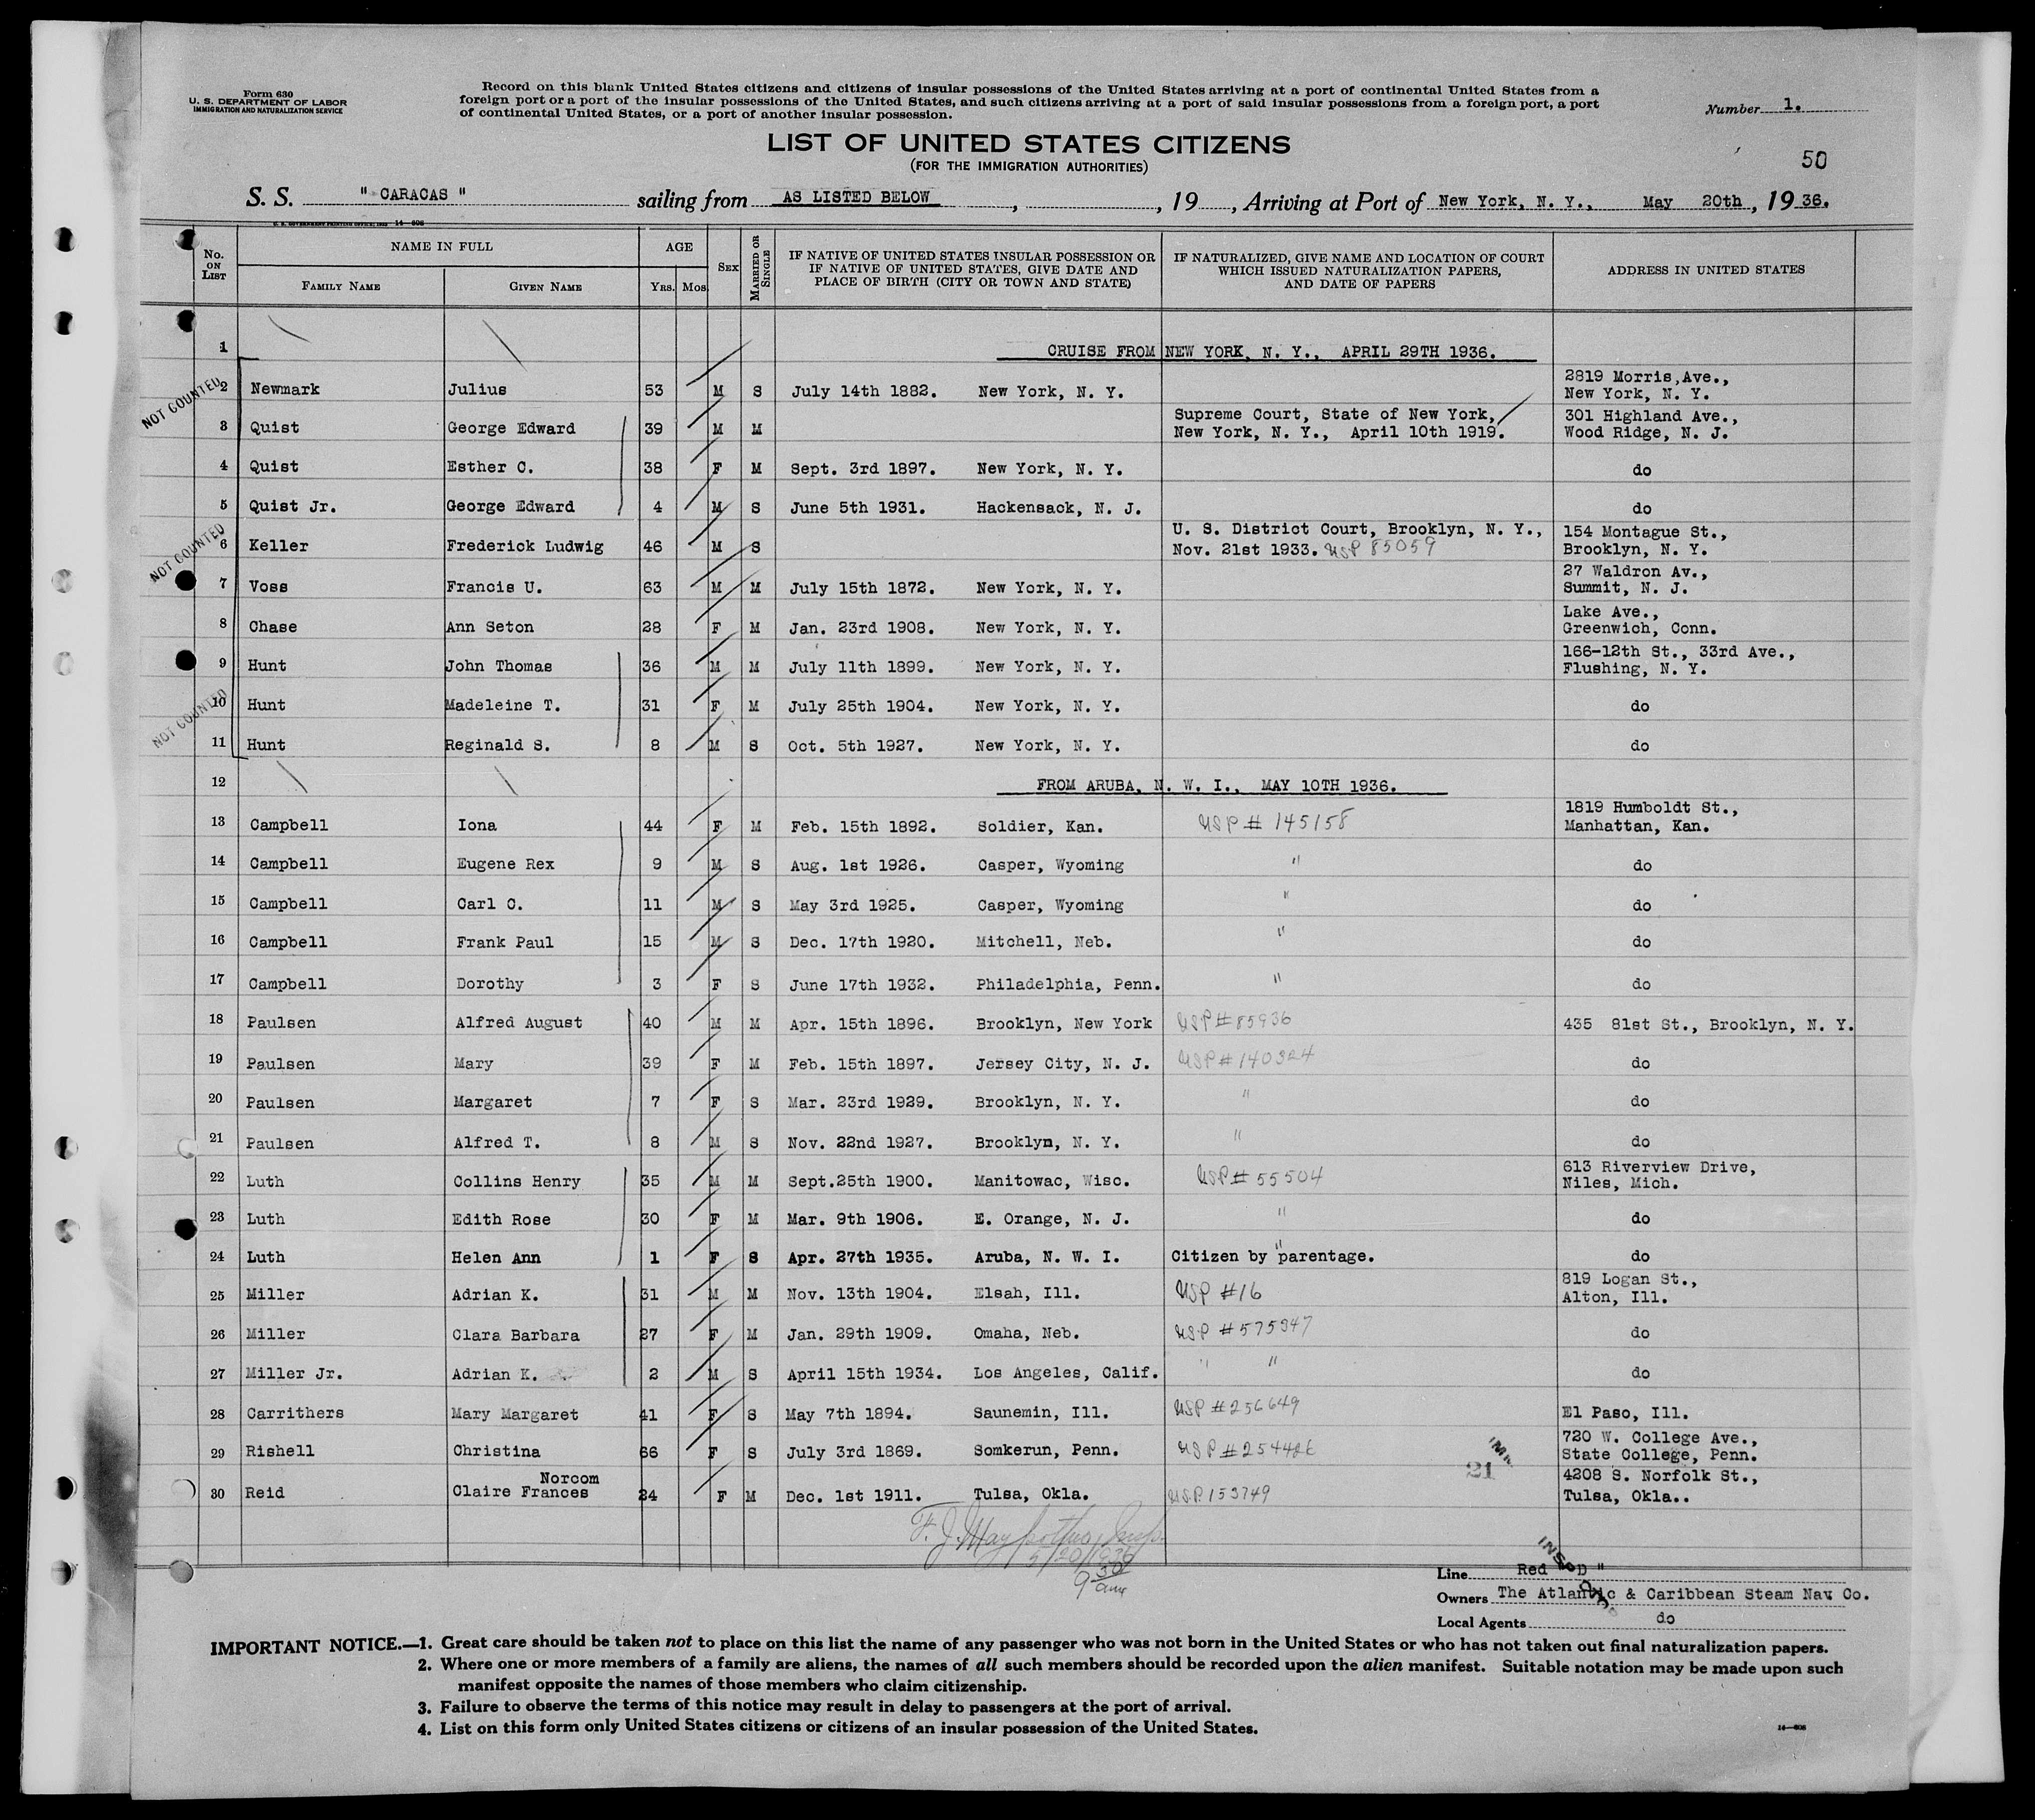 Form 630
U. S. DEPARTMENT OF LABOR
IMMIGRATION AND NATURALIZATION SERVICE
Record on this blank United States citizens and citizens of insular possessions of the United States arriving at a port of continental United States from a
foreign port or a port of the insular possessions of the United States, and such citizens arriving at a port of said insular possessions from a foreign port, a port
of continental United States, or a port of another insular possession.
Number 1.
LIST OF UNITED STATES CITIZENS
(FOR THE IMMIGRATION AUTHORITIES)
50
S. S. " CARACAS " sailing from AS LISTED BELOW , , 19 , Arriving at Port of New York, N. Y., May 20th, 19 36.
No. ON LIST
NAME IN FULL
FAMILY NAME
GIVEN NAME
AGE
YRS. MOS.
SEX
MARRIED OR SINGLE
IF NATIVE OF UNITED STATES INSULAR POSSESSION OR
IF NATIVE OF UNITED STATES, GIVE DATE AND
PLACE OF BIRTH (CITY OR TOWN AND STATE)
IF NATURALIZED, GIVE NAME AND LOCATION OF COURT
WHICH ISSUED NATURALIZATION PAPERS,
AND DATE OF PAPERS
ADDRESS IN UNITED STATES
1 CRUISE FROM NEW YORK, N. Y., APRIL 29TH 1936.
NOT COUNTED
2 Newmark Julius 53 M S July 14th 1882. New York, N. Y. 2819 Morris,Ave.,
New York, N. Y.
3 Quist George Edward 39 M M Supreme Court, State of New York,
New York, N. Y., April 10th 1919. 301 Highland Ave.,
Wood Ridge, N. J.
4 Quist Esther C. 38 F M Sept. 3rd 1897. New York, N. Y. do
5 Quist Jr. George Edward 4 M S June 5th 1931. Hackensack, N. J. do
NOT COUNTED
6 Keller Frederick Ludwig 46 M S U. S. District Court, Brooklyn, N. Y.,
Nov. 21st 1933. USP 85059 154 Montague St.,
Brooklyn, N. Y.
7 Voss Francis U. 63 M M July 15th 1872. New York, N. Y. 27 Waldron Av.,
Summit, N. J.
8 Chase Ann Seton 28 F M Jan. 23rd 1908. New York, N. Y. Lake Ave.,
Greenwich, Conn.
9 Hunt John Thomas 36 M M July 11th 1899. New York, N. Y. 166-12th St., 33rd Ave.,
Flushing, N. Y.
NOT COUNTED
10 Hunt Madeleine T. 31 F M July 25th 1904. New York, N. Y. do
11 Hunt Reginald S. 8 M S Oct. 5th 1927. New York, N. Y. do
12 FROM ARUBA, N. W. I., MAY 10TH 1936.
13 Campbell Iona 44 F M Feb. 15th 1892. Soldier, Kan. USP # 145158 1819 Humboldt St.,
Manhattan, Kan.
14 Campbell Eugene Rex 9 M S Aug. 1st 1926. Casper, Wyoming " do
15 Campbell Carl C. 11 M S May 3rd 1925. Casper, Wyoming " do
16 Campbell Frank Paul 15 M S Dec. 17th 1920. Mitchell, Neb. " do
17 Campbell Dorothy 3 F S June 17th 1932. Philadelphia, Penn. " do
18 Paulsen Alfred August 40 M M Apr. 15th 1896. Brooklyn, New York USP # 85936 435 81st St., Brooklyn, N. Y.
19 Paulsen Mary 39 F M Feb. 15th 1897. Jersey City, N. J. USP # 140324 do
20 Paulsen Margaret 7 F S Mar. 23rd 1929. Brooklyn, N. Y. " do
21 Paulsen Alfred T. 8 M S Nov. 22nd 1927. Brooklyn, N. Y. " do
22 Luth Collins Henry 35 M M Sept.25th 1900. Manitowac, Wisc. USP # 55504 613 Riverview Drive,
Niles, Mich.
23 Luth Edith Rose 30 F M Mar. 9th 1906. E. Orange, N. J. " do
24 Luth Helen Ann 1 F S Apr. 27th 1935. Aruba, N. W. I. Citizen by parentage. " do
25 Miller Adrian K. 31 M M Nov. 13th 1904. Elsah, Ill. USP #16 819 Logan St.,
Alton, Ill.
26 Miller Clara Barbara 27 F M Jan. 29th 1909. Omaha, Neb. USP #575347 do
27 Miller Jr. Adrian K. 2 M S April 15th 1934. Los Angeles, Calif. " " do
28 Carrithers Mary Margaret 41 F S May 7th 1894. Saunemin, Ill. USP #256649 El Paso, Ill.
29 Rishell Christina 66 F S July 3rd 1869. Somkerun, Penn. USP # 720 W. College Ave.,
State College, Penn.
21
30 Reid Claire Frances Norcom 24 F M Dec. 1st 1911. Tulsa, Okla. USP 153749 4208 S. Norfolk St.,
Tulsa, Okla..
F. J. May
5/20/1936
9 30 am
Line Red " D "
Owners The Atlantic & Caribbean Steam Nav. Co.
Local Agents do
IMPORTANT NOTICE.—1. Great care should be taken not to place on this list the name of any passenger who was not born in the United States or who has not taken out final naturalization papers.
2. Where one or more members of a family are aliens, the names of all such members should be recorded upon the alien manifest. Suitable notation may be made upon such
manifest opposite the names of those members who claim citizenship.
3. Failure to observe the terms of this notice may result in delay to passengers at the port of arrival.
4. List on this form only United States citizens or citizens of an insular possession of the United States.